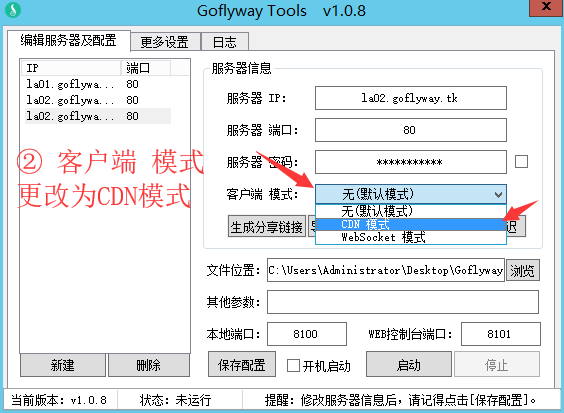 Goflyway Tools v1.0.8
编辑服务器及配置 更多设置 日志
IP 端口
la01.goflywa... 80
la02.goflywa... 80
la02.goflywa... 80
② 客户端 模式
更改为CDN模式
新建 删除
服务器信息
服务器 IP: la02.goflyway.tk
服务器 端口: 80
服务器 密码: ***********
客户端 模式: 无(默认模式)
无(默认模式)
CDN 模式
WebSocket 模式
生成分享链接
文件位置: C:\Users\Administrator\Desktop\Goflyway 浏览
其他参数:
本地端口: 8100 WEB控制台端口: 8101
保存配置 开机启动 启动 停止
当前版本: v1.0.8 状态: 未运行 提醒: 修改服务器信息后，请记得点击[保存配置]。